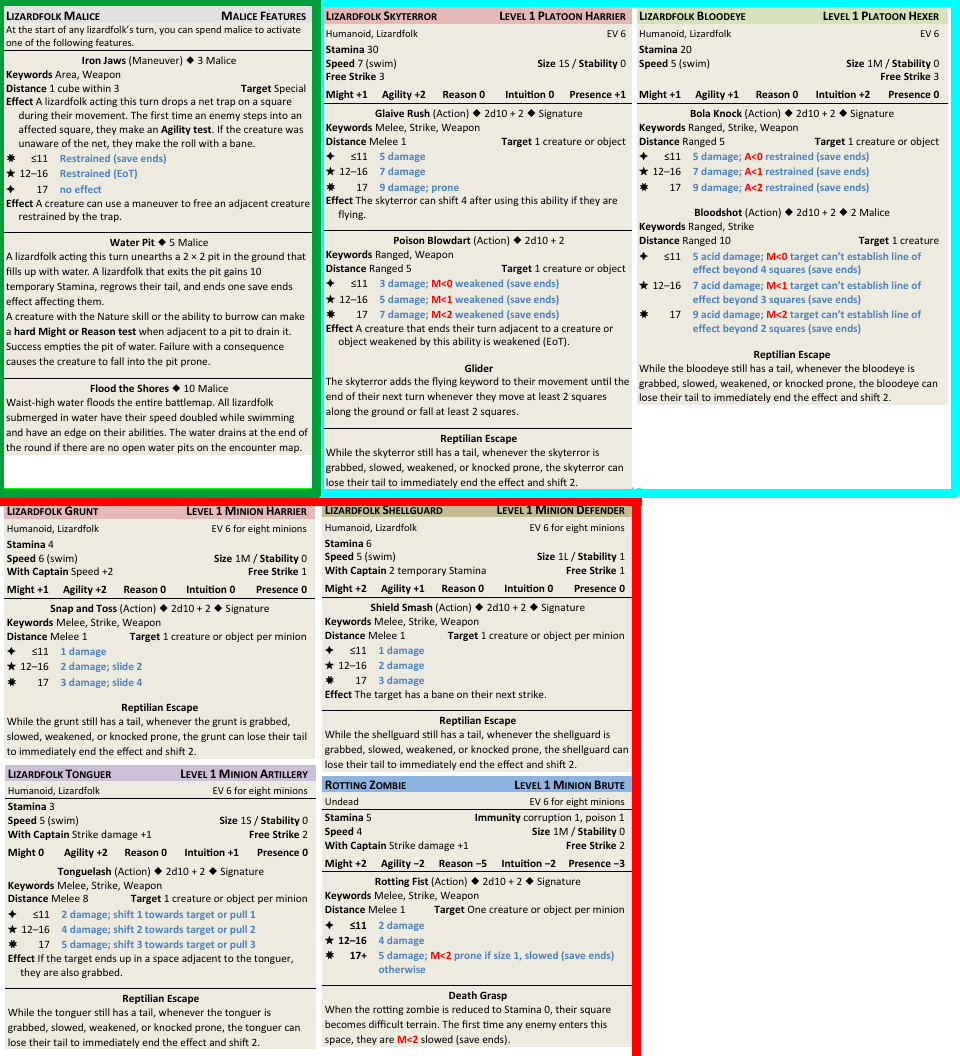 Lizardfolk Malice Malice Features
At the start of any lizardfolk's turn, you can spend malice to activate
one of the following features.
Iron Jaws (Maneuver) ◆ 3 Malice
Keywords Area, Weapon
Distance 1 cube within 3 Target Special
Effect A lizardfolk acting this turn drops a net trap on a square
during their movement. The first time an enemy steps into an
affected square, they make an Agility test. If the creature was
unaware of the net, they make the roll with a bane.
✸ ≤11 Restrained (save ends)
★ 12–16 Restrained (EoT)
✦ 17 no effect
Effect A creature can use a maneuver to free an adjacent creature
restrained by the trap.
Water Pit ◆ 5 Malice
A lizardfolk acting this turn unearths a 2 × 2 pit in the ground that
fills up with water. A lizardfolk that exits the pit gains 10
temporary Stamina, regrows their tail, and ends one save ends
effect affecting them.
A creature with the Nature skill or the ability to burrow can make
a hard Might or Reason test when adjacent to a pit to drain it.
Success empties the pit of water. Failure with a consequence
causes the creature to fall into the pit prone.
Flood the Shores ◆ 10 Malice
Waist-high water floods the entire battlemap. All lizardfolk
submerged in water have their speed doubled while swimming
and have an edge on their abilities. The water drains at the end of
the round if there are no open water pits on the encounter map.
Lizardfolk Skyterror Level 1 Platoon Harrier
Humanoid, Lizardfolk EV 6
Stamina 30
Speed 7 (swim) Size 1S / Stability 0
Free Strike 3
Might +1 Agility +2 Reason 0 Intuition 0 Presence +1
Glaive Rush (Action) ◆ 2d10 + 2 ◆ Signature
Keywords Melee, Strike, Weapon
Distance Melee 1 Target 1 creature or object
✦ ≤11 5 damage
★ 12–16 7 damage
✸ 17 9 damage; prone
Effect The skyterror can shift 4 after using this ability if they are
flying.
Poison Blowdart (Action) ◆ 2d10 + 2
Keywords Ranged, Weapon
Distance Ranged 5 Target 1 creature or object
✦ ≤11 3 damage; M<0 weakened (save ends)
★ 12–16 5 damage; M<1 weakened (save ends)
✸ 17 7 damage; M<2 weakened (save ends)
Effect A creature that ends their turn adjacent to a creature or
object weakened by this ability is weakened (EoT).
Glider
The skyterror adds the flying keyword to their movement until the
end of their next turn whenever they move at least 2 squares
along the ground or fall at least 2 squares.
Reptilian Escape
While the skyterror still has a tail, whenever the skyterror is
grabbed, slowed, weakened, or knocked prone, the skyterror can
lose their tail to immediately end the effect and shift 2.
Lizardfolk Bloodeye Level 1 Platoon Hexer
Humanoid, Lizardfolk EV 6
Stamina 20
Speed 5 (swim) Size 1M / Stability 0
Free Strike 3
Might +1 Agility +1 Reason 0 Intuition +2 Presence 0
Bola Knock (Action) ◆ 2d10 + 2 ◆ Signature
Keywords Ranged, Strike, Weapon
Distance Ranged 5 Target 1 creature or object
✦ ≤11 5 damage; A<0 restrained (save ends)
★ 12–16 7 damage; A<1 restrained (save ends)
✸ 17 9 damage; A<2 restrained (save ends)
Bloodshot (Action) ◆ 2d10 + 2 ◆ 2 Malice
Keywords Ranged, Strike
Distance Ranged 10 Target 1 creature
✦ ≤11 5 acid damage; M<0 target can't establish line of
effect beyond 4 squares (save ends)
★ 12–16 7 acid damage; M<1 target can't establish line of
effect beyond 3 squares (save ends)
✸ 17 9 acid damage; M<2 target can't establish line of
effect beyond 2 squares (save ends)
Reptilian Escape
While the bloodeye still has a tail, whenever the bloodeye is
grabbed, slowed, weakened, or knocked prone, the bloodeye can
lose their tail to immediately end the effect and shift 2.
Lizardfolk Grunt Level 1 Minion Harrier
Humanoid, Lizardfolk EV 6 for eight minions
Stamina 4
Speed 6 (swim) Size 1M / Stability 0
With Captain Speed +2 Free Strike 1
Might +1 Agility +2 Reason 0 Intuition 0 Presence 0
Snap and Toss (Action) ◆ 2d10 + 2 ◆ Signature
Keywords Melee, Strike, Weapon
Distance Melee 1 Target 1 creature or object per minion
✦ ≤11 1 damage
★ 12–16 2 damage; slide 2
✸ 17 3 damage; slide 4
Reptilian Escape
While the grunt still has a tail, whenever the grunt is grabbed,
slowed, weakened, or knocked prone, the grunt can lose their tail
to immediately end the effect and shift 2.
Lizardfolk Tonguer Level 1 Minion Artillery
Humanoid, Lizardfolk EV 6 for eight minions
Stamina 3
Speed 5 (swim) Size 1S / Stability 0
With Captain Strike damage +1 Free Strike 2
Might 0 Agility +2 Reason 0 Intuition +1 Presence 0
Tonguelash (Action) ◆ 2d10 + 2 ◆ Signature
Keywords Melee, Strike, Weapon
Distance Melee 8 Target 1 creature or object per minion
✦ ≤11 2 damage; shift 1 towards target or pull 1
★ 12–16 4 damage; shift 2 towards target or pull 2
✸ 17 5 damage; shift 3 towards target or pull 3
Effect If the target ends up in a space adjacent to the tonguer,
they are also grabbed.
Reptilian Escape
While the tonguer still has a tail, whenever the tonguer is
grabbed, slowed, weakened, or knocked prone, the tonguer can
lose their tail to immediately end the effect and shift 2.
Lizardfolk Shellguard Level 1 Minion Defender
Humanoid, Lizardfolk EV 6 for eight minions
Stamina 6
Speed 5 (swim) Size 1L / Stability 1
With Captain 2 temporary Stamina Free Strike 1
Might +2 Agility +1 Reason 0 Intuition 0 Presence 0
Shield Smash (Action) ◆ 2d10 + 2 ◆ Signature
Keywords Melee, Strike, Weapon
Distance Melee 1 Target 1 creature or object per minion
✦ ≤11 1 damage
★ 12–16 2 damage
✸ 17 3 damage
Effect The target has a bane on their next strike.
Reptilian Escape
While the shellguard still has a tail, whenever the shellguard is
grabbed, slowed, weakened, or knocked prone, the shellguard can
lose their tail to immediately end the effect and shift 2.
Rotting Zombie Level 1 Minion Brute
Undead EV 6 for eight minions
Stamina 5 Immunity corruption 1, poison 1
Speed 4 Size 1M / Stability 0
With Captain Strike damage +1 Free Strike 2
Might +2 Agility −2 Reason −5 Intuition −2 Presence −3
Rotting Fist (Action) ◆ 2d10 + 2 ◆ Signature
Keywords Melee, Strike, Weapon
Distance Melee 1 Target One creature or object per minion
✦ ≤11 2 damage
★ 12–16 4 damage
✸ 17+ 5 damage; M<2 prone if size 1, slowed (save ends)
otherwise
Death Grasp
When the rotting zombie is reduced to Stamina 0, their square
becomes difficult terrain. The first time any enemy enters this
space, they are M<2 slowed (save ends).